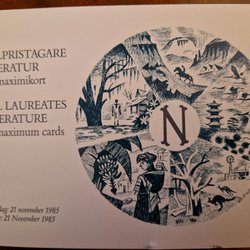 LPRISTAGARE
ERATUR
maximikort
L LAUREATES
ERATURE
maximum cards
N
dag: 21 november 1985
e: 21 November 1985